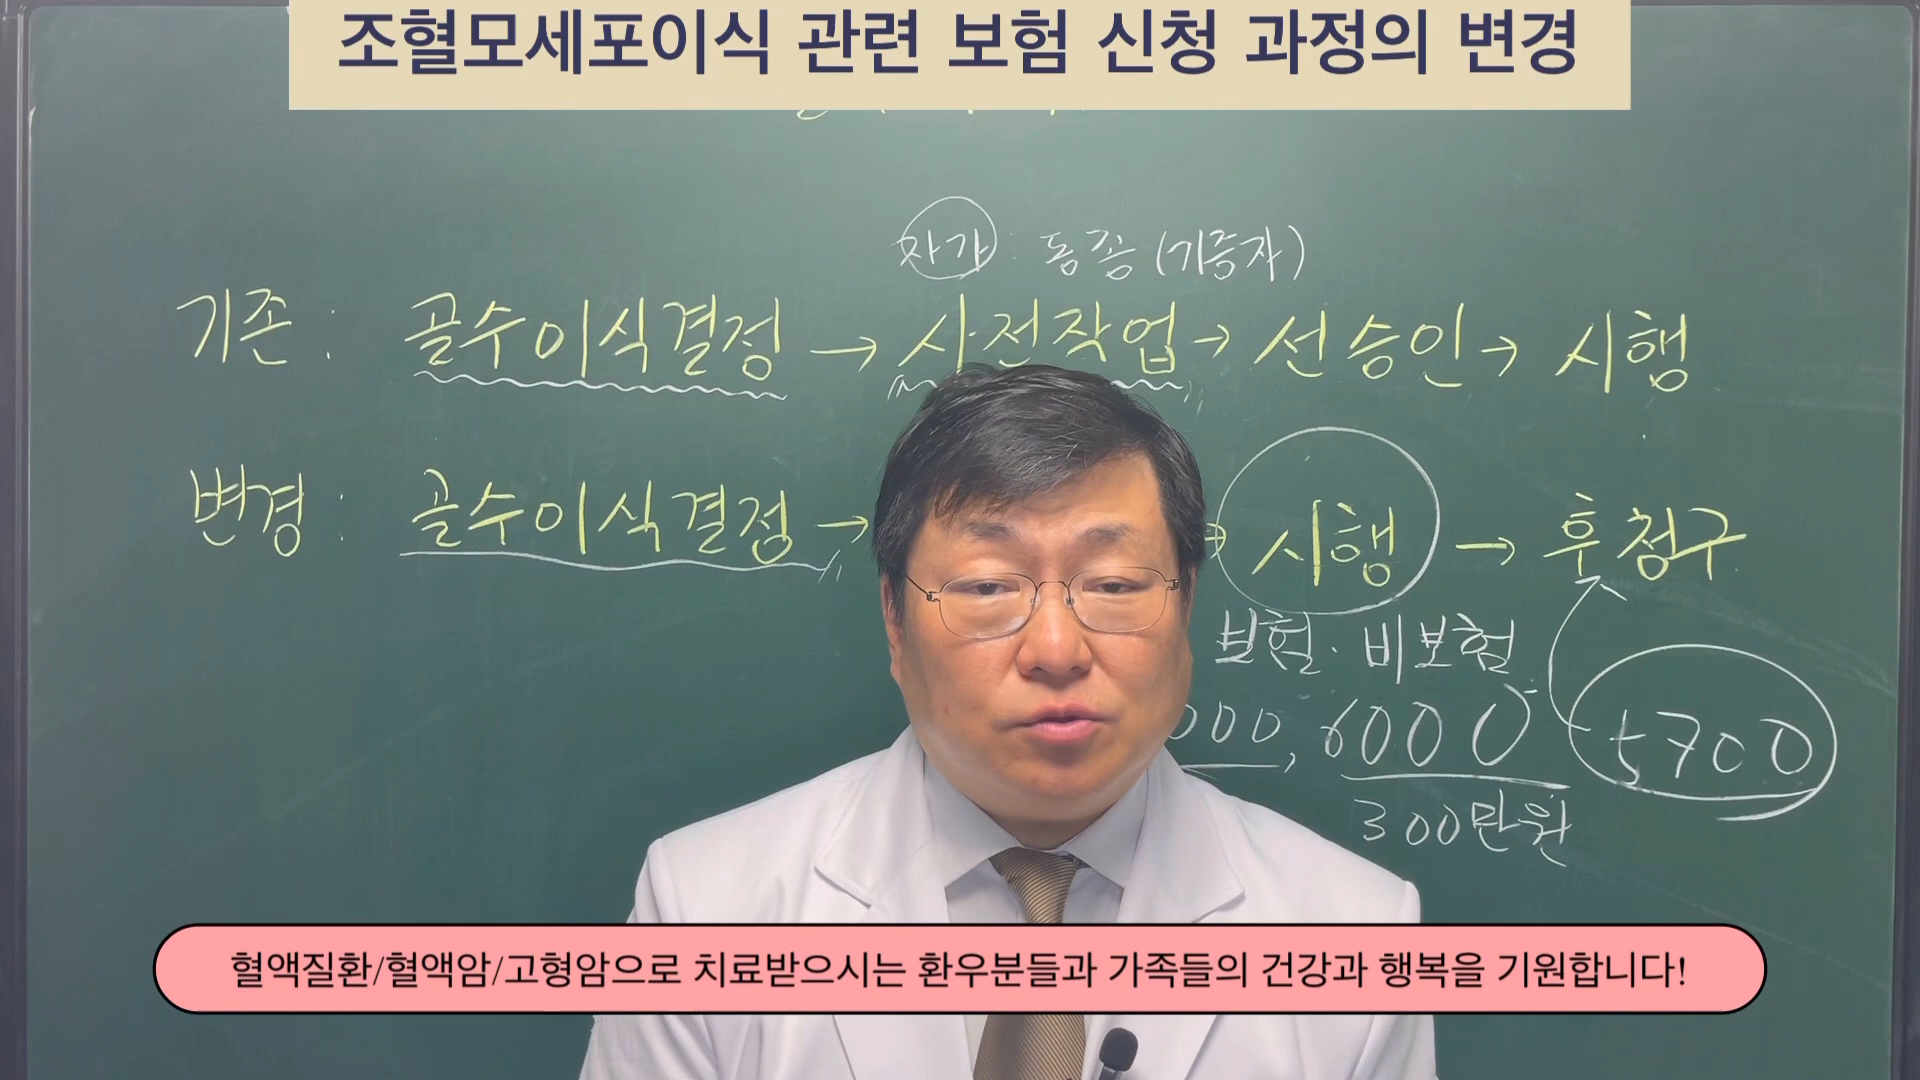 조혈모세포이식 관련 보험 신청 과정의 변경
자가 : 동종 (기증자)
기존 : 골수이식결정 → 사전작업 → 선승인 → 시행
변경 : 골수이식결정 → 시행 → 후청구
보험 · 비보험
000, 6000 5700
300만원
혈액질환/혈액암/고형암으로 치료받으시는 환우분들과 가족들의 건강과 행복을 기원합니다!